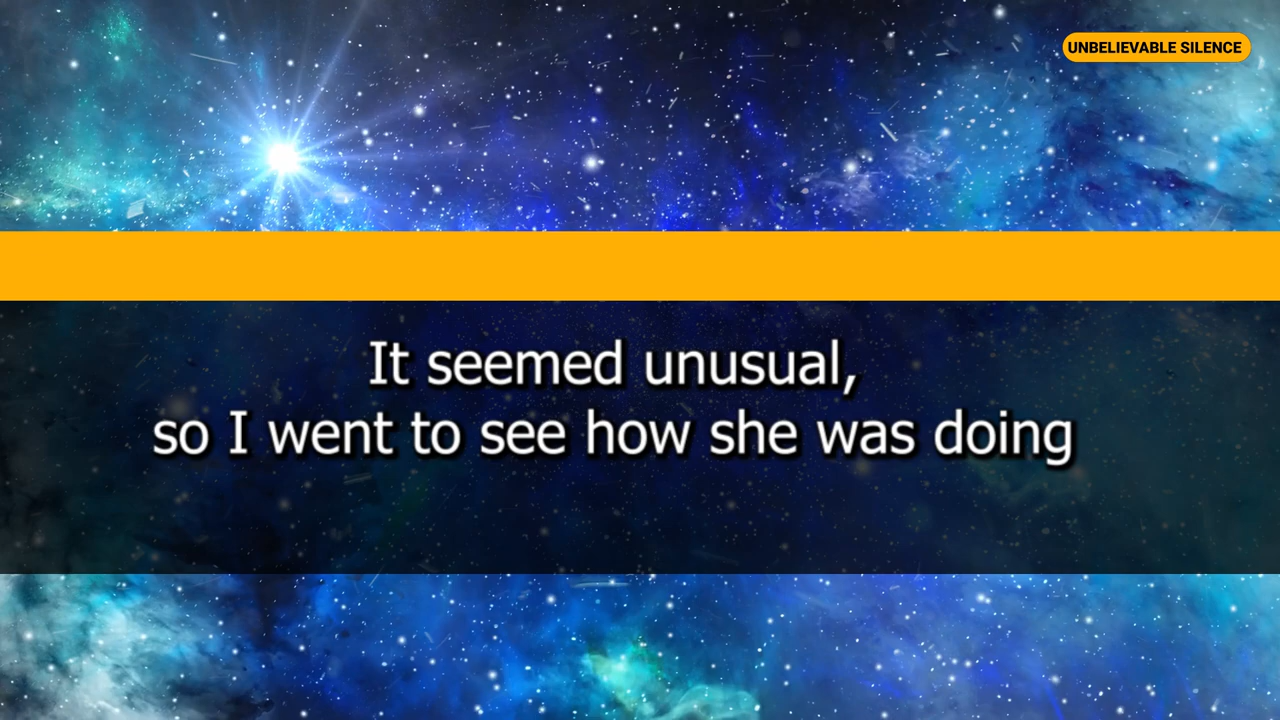 UNBELIEVABLE SILENCE
It seemed unusual,
so I went to see how she was doing